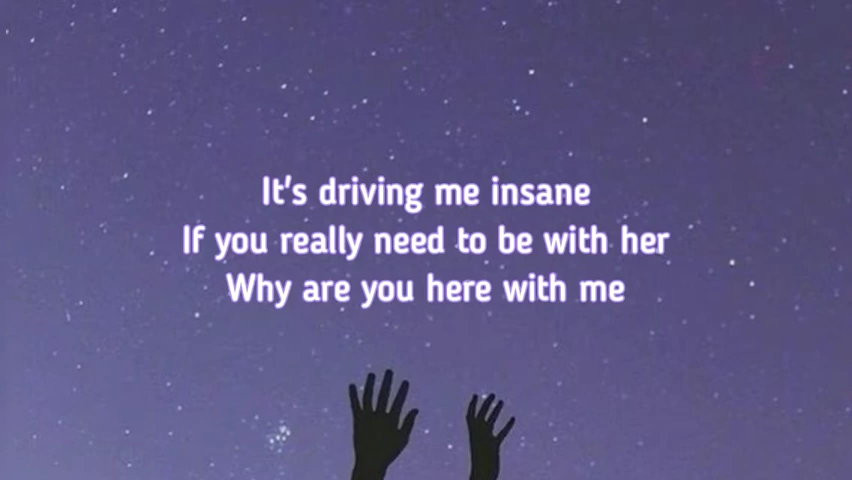 It's driving me insane
If you really need to be with her
Why are you here with me